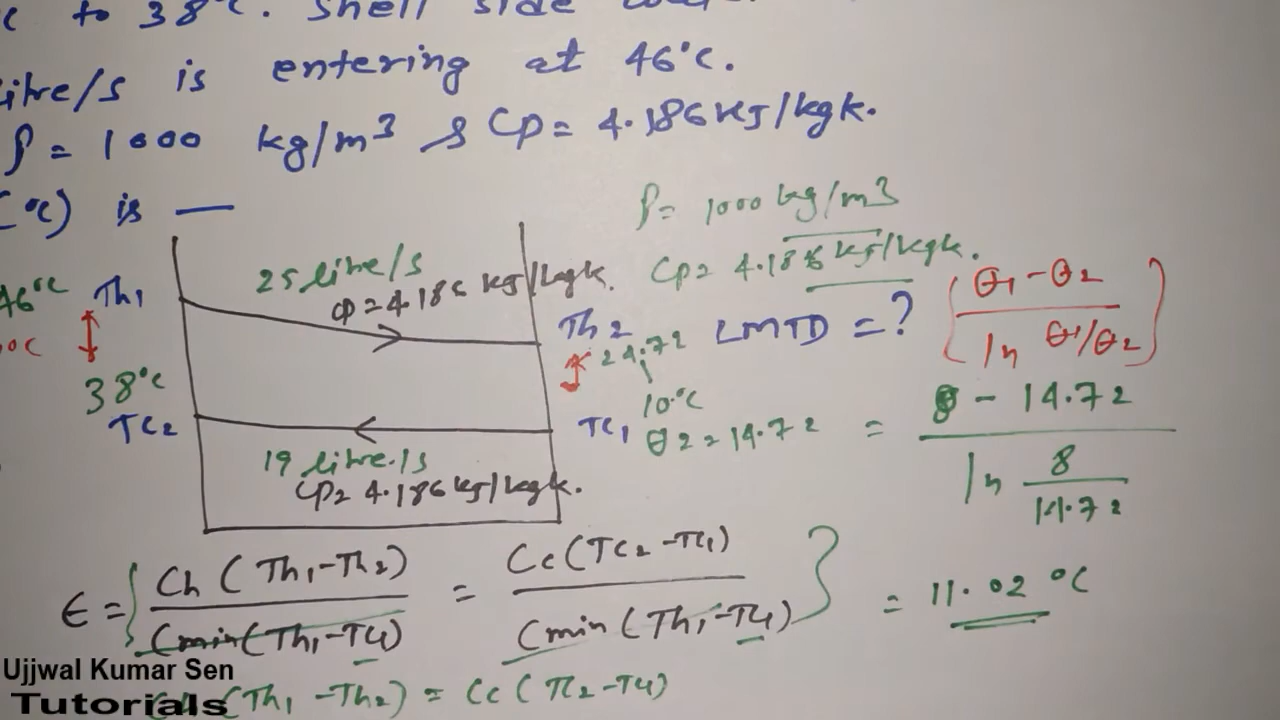 c to 38°c. Shell side
litre/s is entering at 46°c.
ρ = 1000 kg/m3 & Cp = 4.186 kJ/kgk.
(°c) is —
ρ = 1000 kg/m3
Cp = 4.186 kJ/kgk.
46°c Th1 25 litre/s
Cp = 4.186 kJ/kgk.
Th2 LMTD = ? θ1 - θ2
ln θ1/θ2
24.72
38°c
Tc2
10°c
Tc1 θ2 = 14.72
= 8 - 14.72
ln 8
14.72
19 litre/s
Cp = 4.186 kJ/kgk.
ϵ = { Ch (Th1-Th2) = Cc (Tc2-Tc1) }
Cmin (Th1-Tc1) Cmin (Th1-Tc1)
= 11.02 °C
(Th1 - Th2) = Cc (Tc2-Tc1)
Ujjwal Kumar Sen
Tutorials